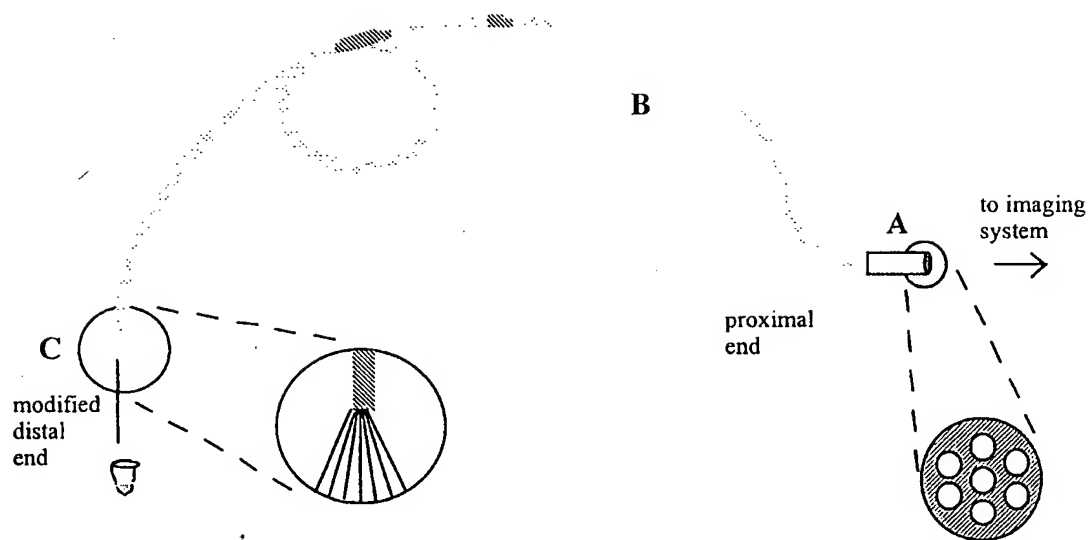 B
A
to imaging
system
proximal
end
C
modified
distal
end